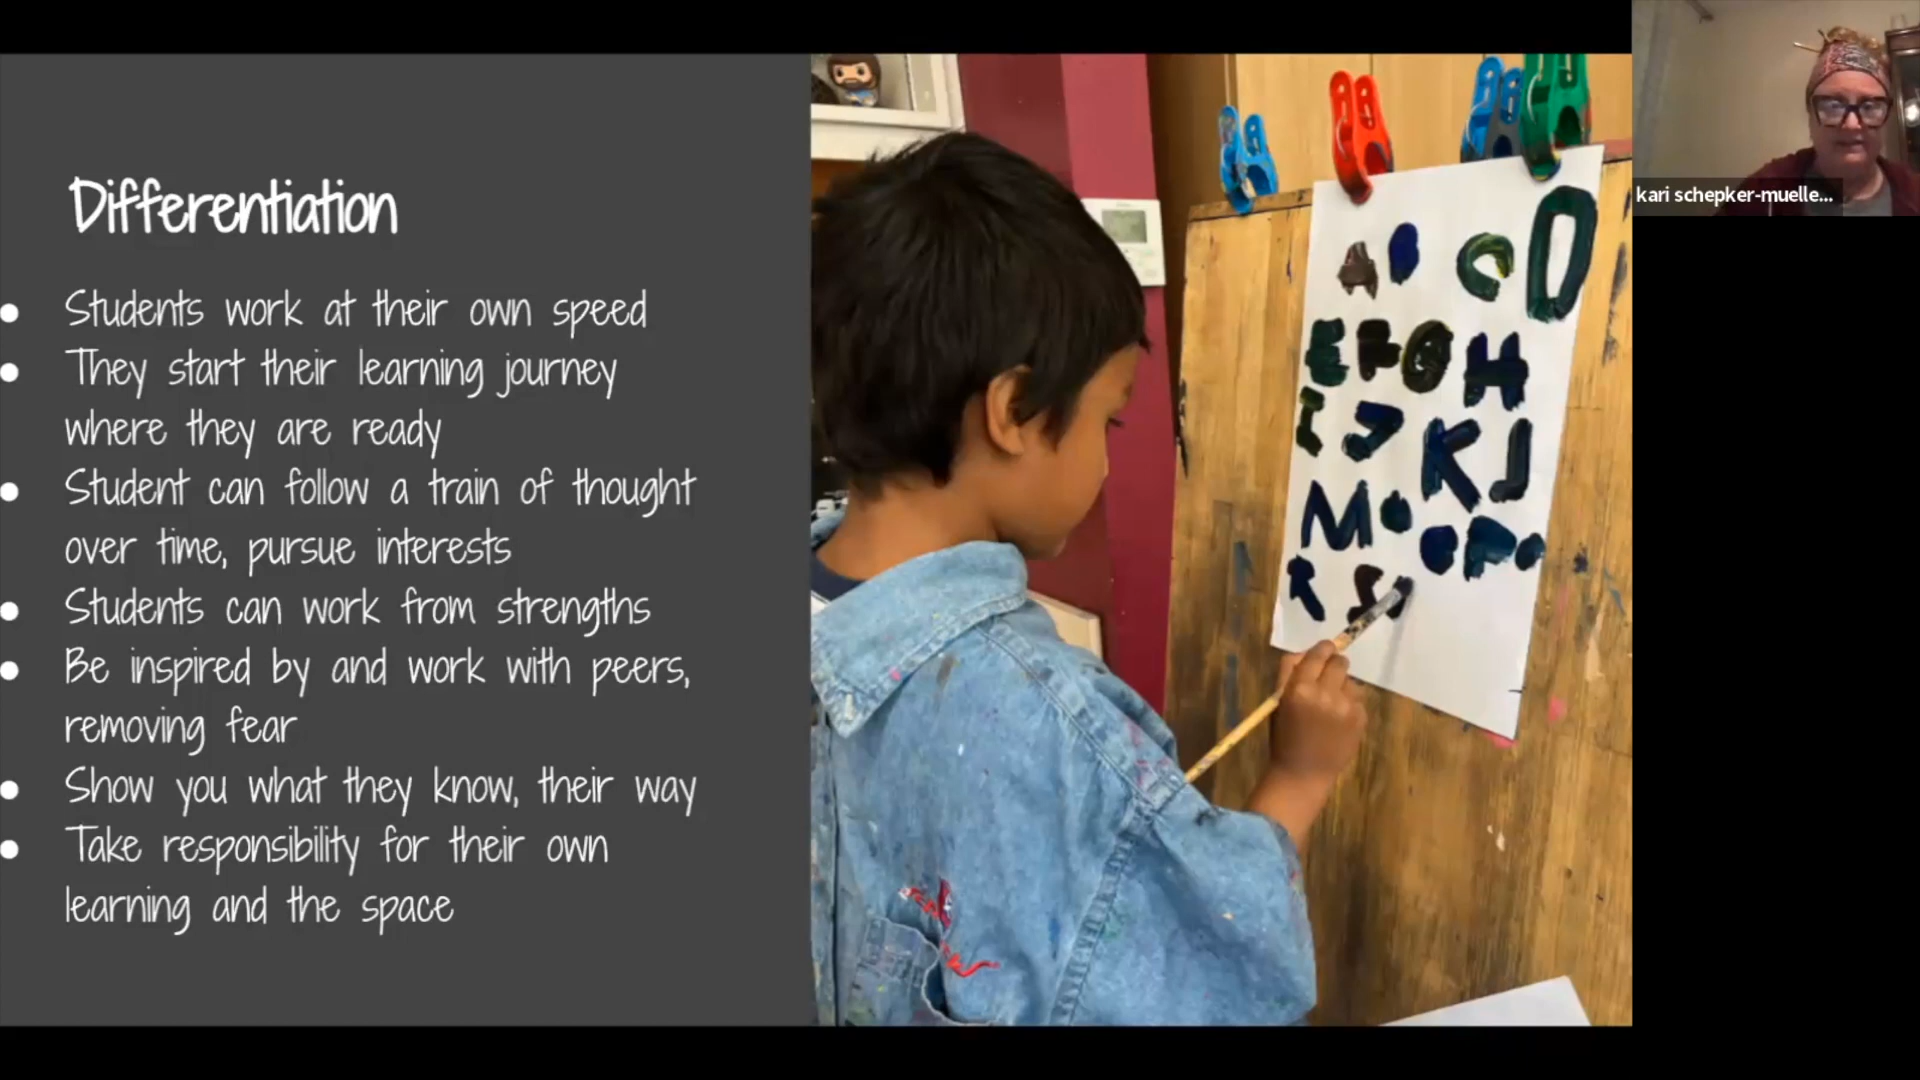 Differentiation
Students work at their own speed
They start their learning journey
where they are ready
Student can follow a train of thought
over time, pursue interests
Students can work from strengths
Be inspired by and work with peers,
removing fear
Show you what they know, their way
Take responsibility for their own
learning and the space
A B C D
E F G H
I J K L
M N O P Q
R S
kari schepker-muelle...